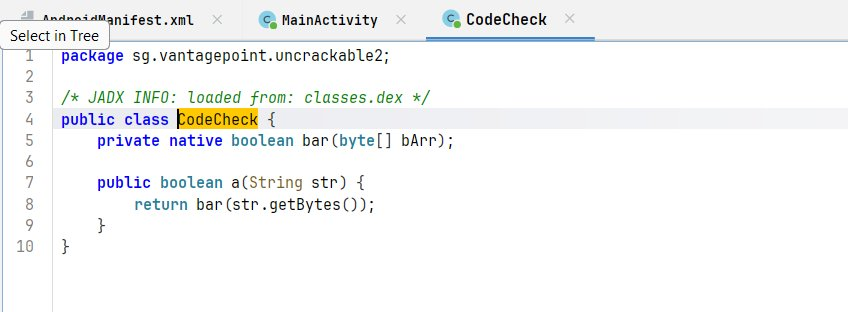 AndroidManifest.xml MainActivity CodeCheck
Select in Tree
1 package sg.vantagepoint.uncrackable2;
2
3 /* JADX INFO: loaded from: classes.dex */
4 public class CodeCheck {
5     private native boolean bar(byte[] bArr);
6
7     public boolean a(String str) {
8         return bar(str.getBytes());
9     }
10 }